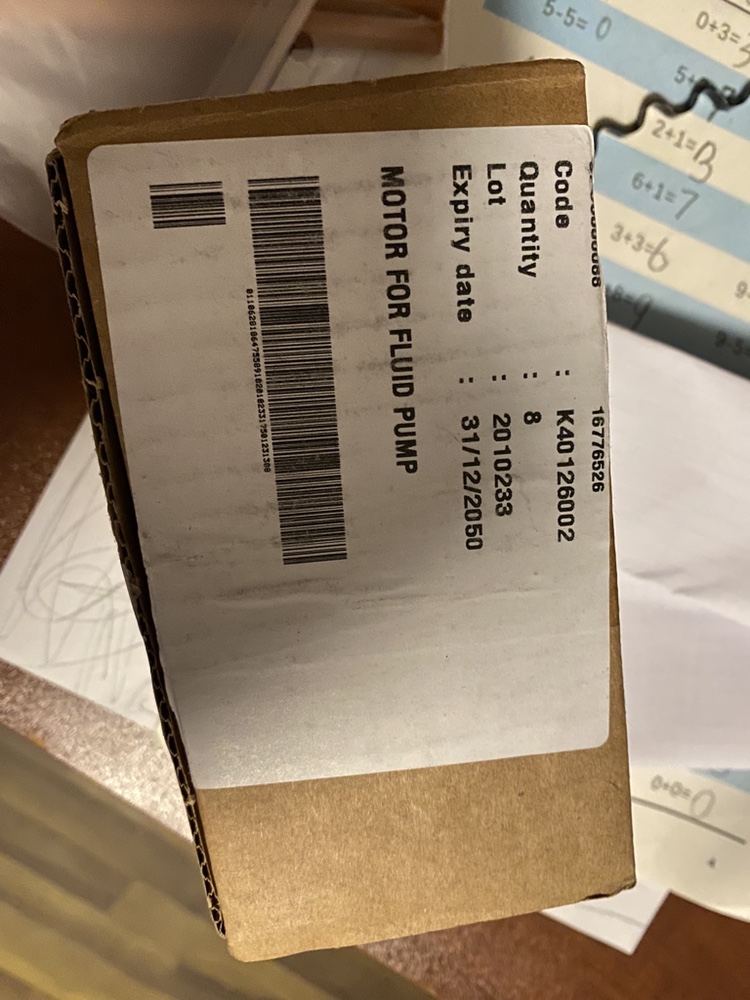 16776526
Code : K40126002
Quantity : 8
Lot : 2010233
Expiry date : 31/12/2050
MOTOR FOR FLUID PUMP
5-5=0
0+3=
2+1=3
6+1=7
3+3=6
0+0=0